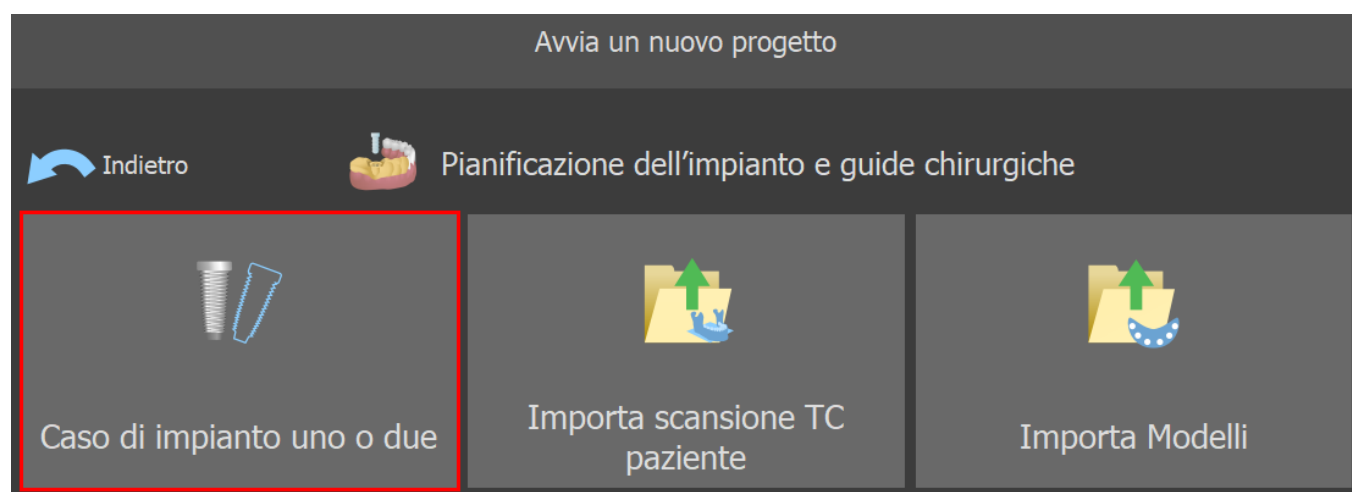 Avvia un nuovo progetto
Indietro
Pianificazione dell'impianto e guide chirurgiche
Caso di impianto uno o due
Importa scansione TC
paziente
Importa Modelli